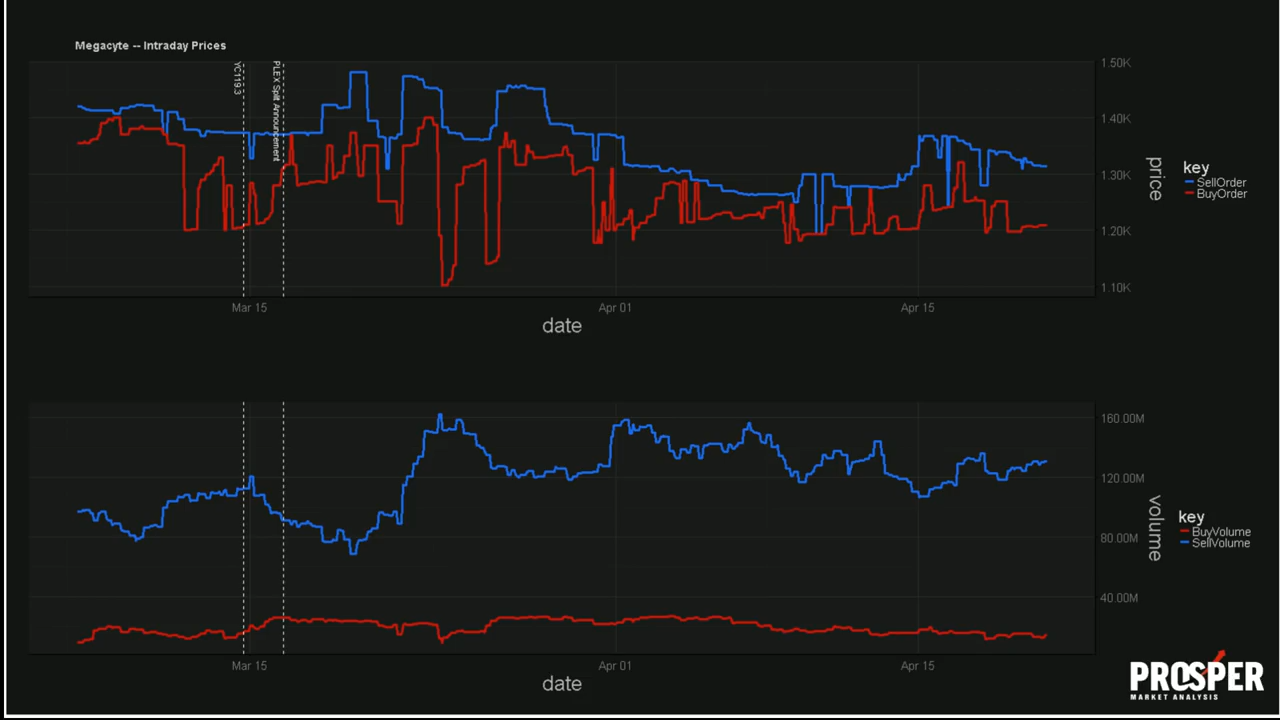 Megacyte -- Intraday Prices
YC119.3
PLEX Split Announcement
1.50K
1.40K
1.30K
1.20K
1.10K
price
key
SellOrder
BuyOrder
Mar 15
Apr 01
Apr 15
date
160.00M
120.00M
80.00M
40.00M
volume
key
BuyVolume
SellVolume
Mar 15
Apr 01
Apr 15
date
PROSPER
MARKET ANALYSIS